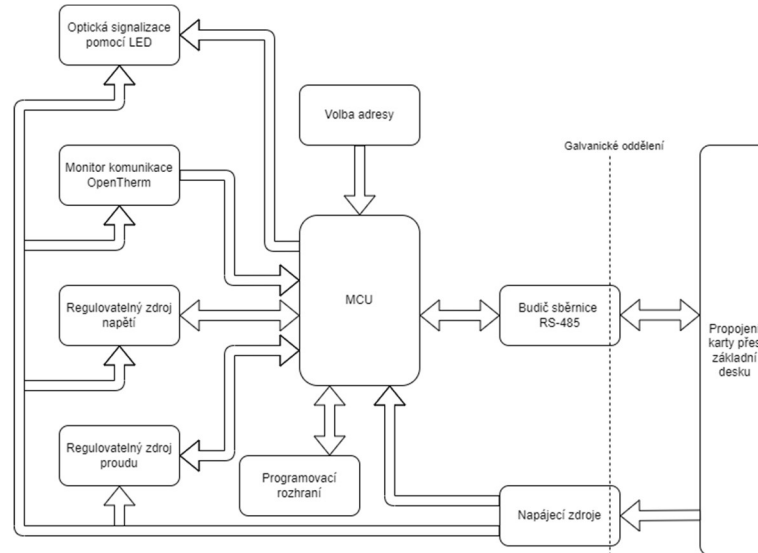 Optická signalizace
pomocí LED
Volba adresy
Galvanické oddělení
Monitor komunikace
OpenTherm
MCU
Regulovatelný zdroj
napětí
Budič sběrnice
RS-485
Propojení
karty přes
základní
desku
Regulovatelný zdroj
proudu
Programovací
rozhraní
Napájecí zdroje